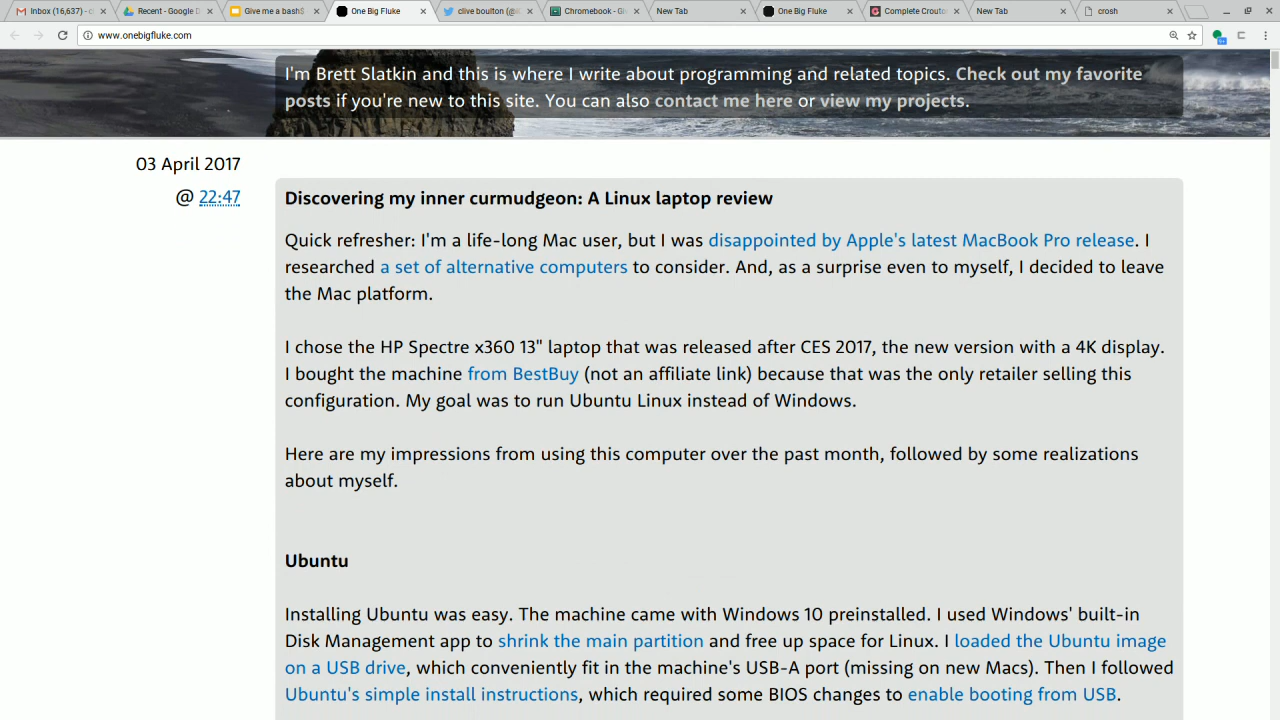 Inbox (16,637) - c
Recent - Google D
Give me a bashS
One Big Fluke
clive boulton (@c
Chromebook - Gi
New Tab
One Big Fluke
Complete Crouto
New Tab
crosh
www.onebigfluke.com
I'm Brett Slatkin and this is where I write about programming and related topics. Check out my favorite
posts if you're new to this site. You can also contact me here or view my projects.
03 April 2017
@ 22:47
Discovering my inner curmudgeon: A Linux laptop review
Quick refresher: I'm a life-long Mac user, but I was disappointed by Apple's latest MacBook Pro release. I
researched a set of alternative computers to consider. And, as a surprise even to myself, I decided to leave
the Mac platform.
I chose the HP Spectre x360 13" laptop that was released after CES 2017, the new version with a 4K display.
I bought the machine from BestBuy (not an affiliate link) because that was the only retailer selling this
configuration. My goal was to run Ubuntu Linux instead of Windows.
Here are my impressions from using this computer over the past month, followed by some realizations
about myself.
Ubuntu
Installing Ubuntu was easy. The machine came with Windows 10 preinstalled. I used Windows' built-in
Disk Management app to shrink the main partition and free up space for Linux. I loaded the Ubuntu image
on a USB drive, which conveniently fit in the machine's USB-A port (missing on new Macs). Then I followed
Ubuntu's simple install instructions, which required some BIOS changes to enable booting from USB.